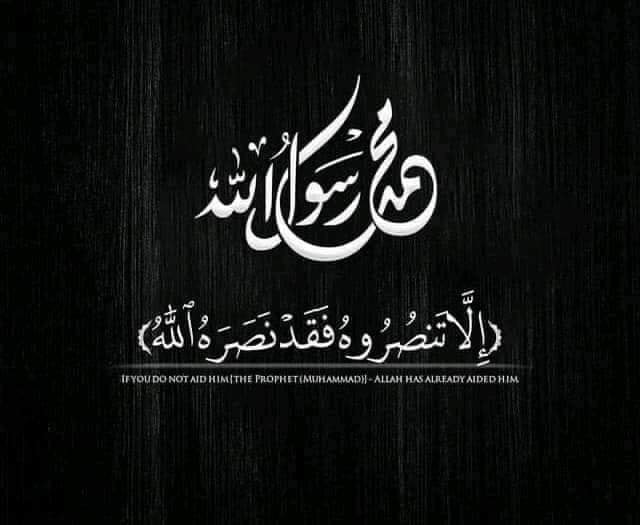 محمد رسول الله
﴿إِلَّا تَنصُرُوهُ فَقَدْ نَصَرَهُ ٱللَّهُ﴾
IF YOU DO NOT AID HIM [THE PROPHET (MUHAMMAD)] - ALLAH HAS ALREADY AIDED HIM